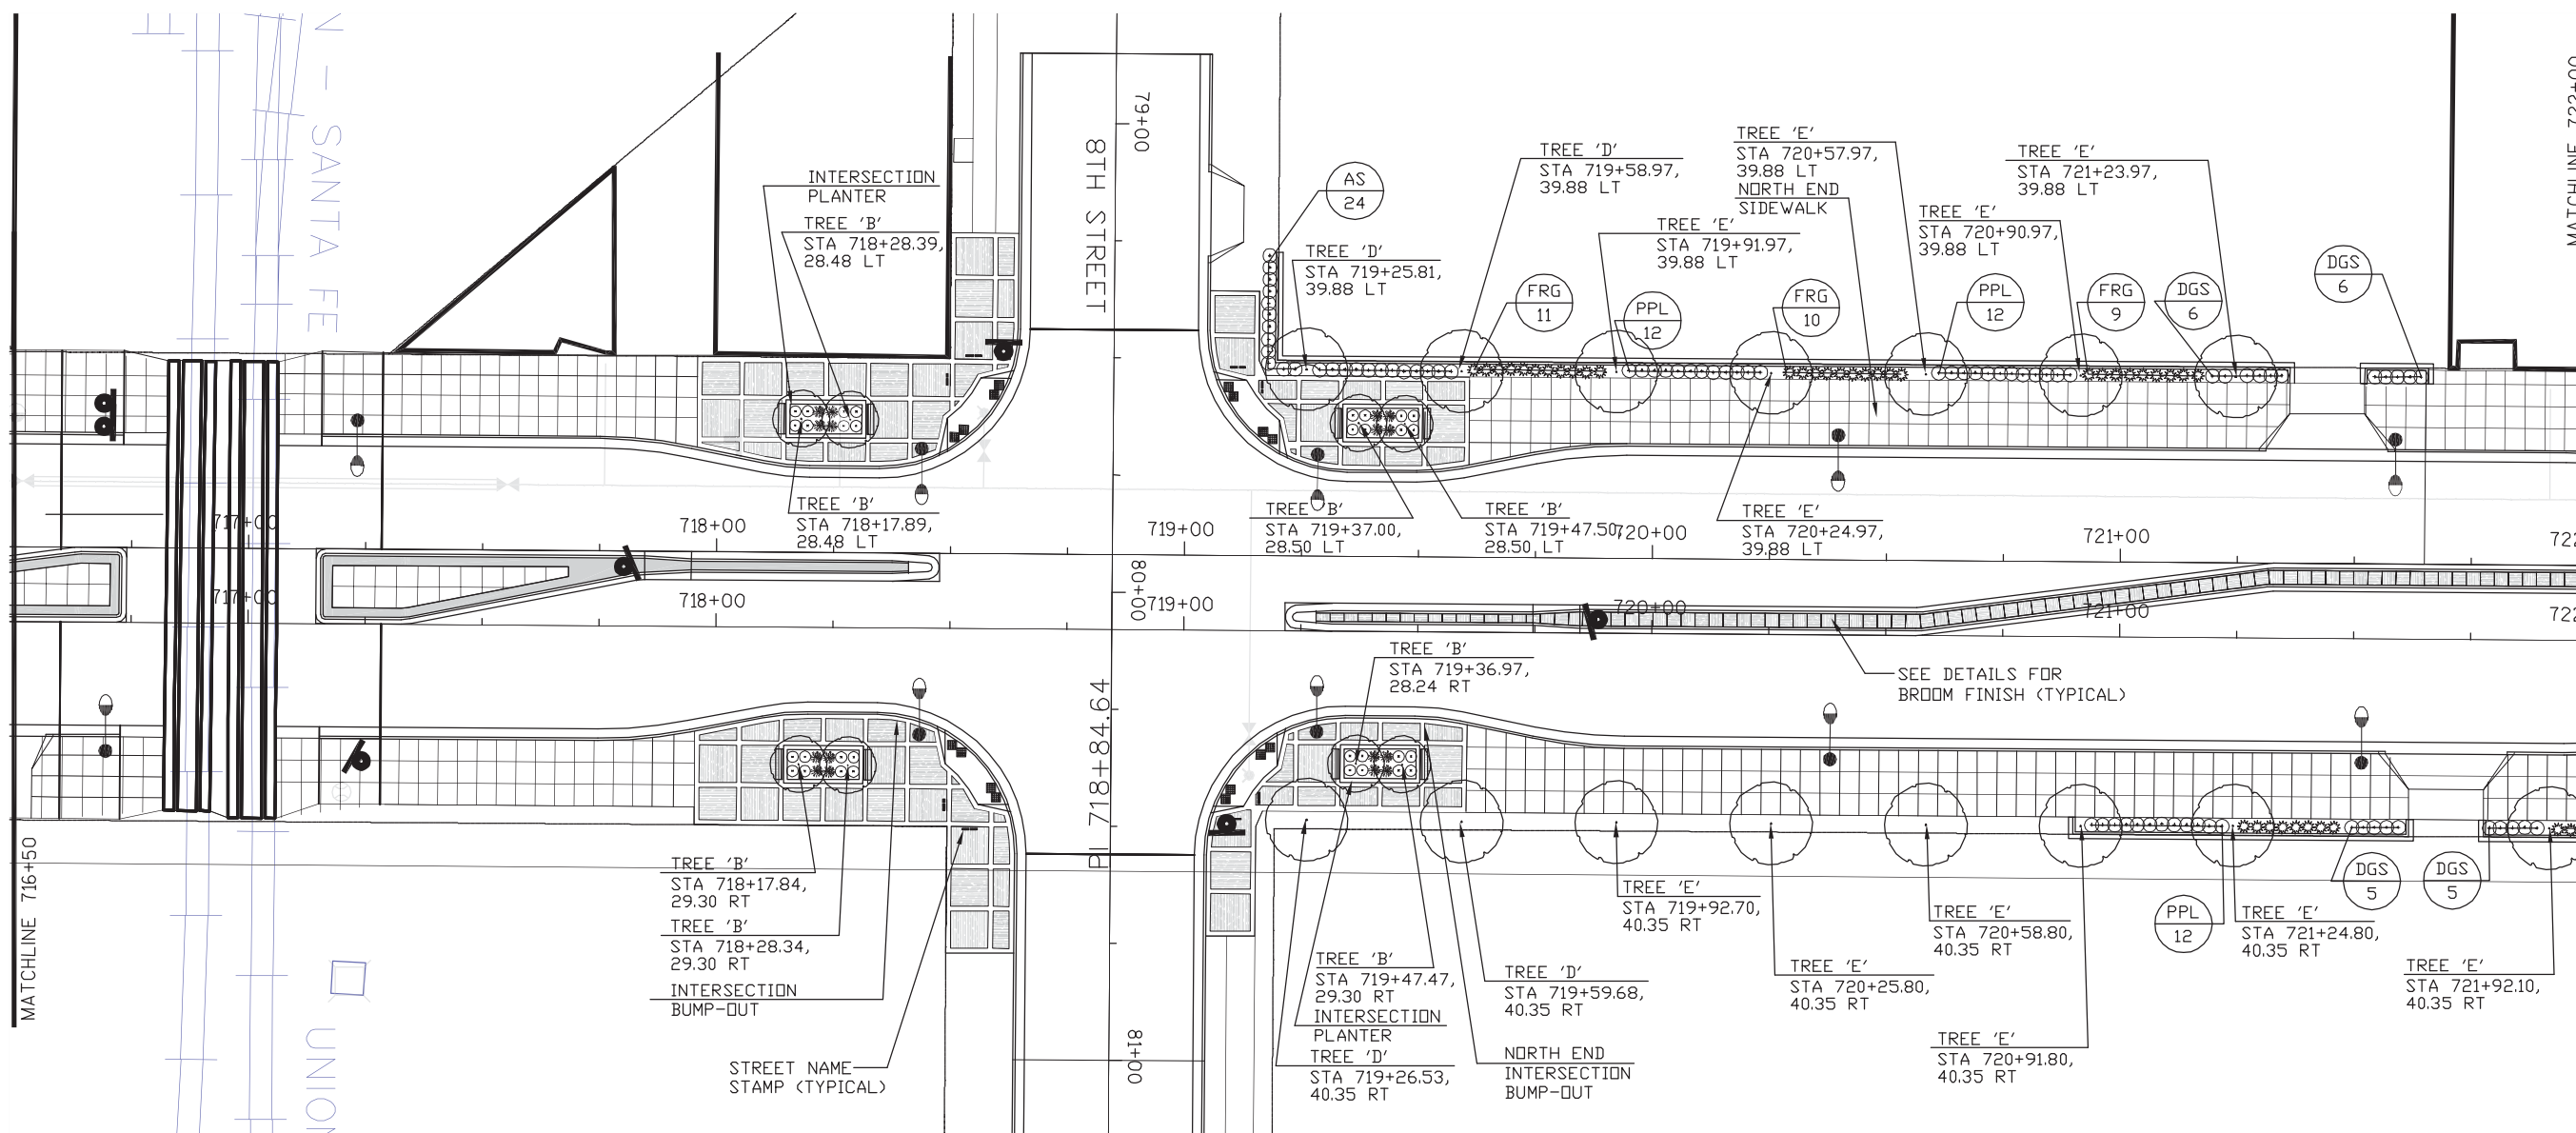 N - SANTA FE
UNION
MATCHLINE 716+50
MATCHLINE 722+00
8TH STREET
79+00
80+00
81+00
PI 718+84.64
INTERSECTION
PLANTER
TREE 'B'
STA 718+28.39,
28.48 LT
AS
24
TREE 'D'
STA 719+25.81,
39.88 LT
TREE 'D'
STA 719+58.97,
39.88 LT
FRG
11
TREE 'E'
STA 719+91.97,
39.88 LT
PPL
12
TREE 'E'
STA 720+57.97,
39.88 LT
NORTH END
SIDEWALK
FRG
10
TREE 'E'
STA 720+90.97,
39.88 LT
PPL
12
TREE 'E'
STA 721+23.97,
39.88 LT
FRG
9
DGS
6
DGS
6
TREE 'B'
STA 718+17.89,
28.48 LT
TREE 'B'
STA 719+37.00,
28.50 LT
TREE 'B'
STA 719+47.50,
28.50 LT
TREE 'E'
STA 720+24.97,
39.88 LT
717+00
718+00
719+00
720+00
721+00
722
717+00
718+00
719+00
720+00
721+00
722
TREE 'B'
STA 719+36.97,
28.24 RT
SEE DETAILS FOR
BROOM FINISH (TYPICAL)
TREE 'B'
STA 718+17.84,
29.30 RT
TREE 'B'
STA 718+28.34,
29.30 RT
INTERSECTION
BUMP-OUT
STREET NAME
STAMP (TYPICAL)
TREE 'B'
STA 719+47.47,
29.30 RT
INTERSECTION
PLANTER
TREE 'D'
STA 719+26.53,
40.35 RT
TREE 'D'
STA 719+59.68,
40.35 RT
NORTH END
INTERSECTION
BUMP-OUT
TREE 'E'
STA 719+92.70,
40.35 RT
TREE 'E'
STA 720+25.80,
40.35 RT
TREE 'E'
STA 720+58.80,
40.35 RT
TREE 'E'
STA 720+91.80,
40.35 RT
PPL
12
TREE 'E'
STA 721+24.80,
40.35 RT
DGS
5
DGS
5
TREE 'E'
STA 721+92.10,
40.35 RT